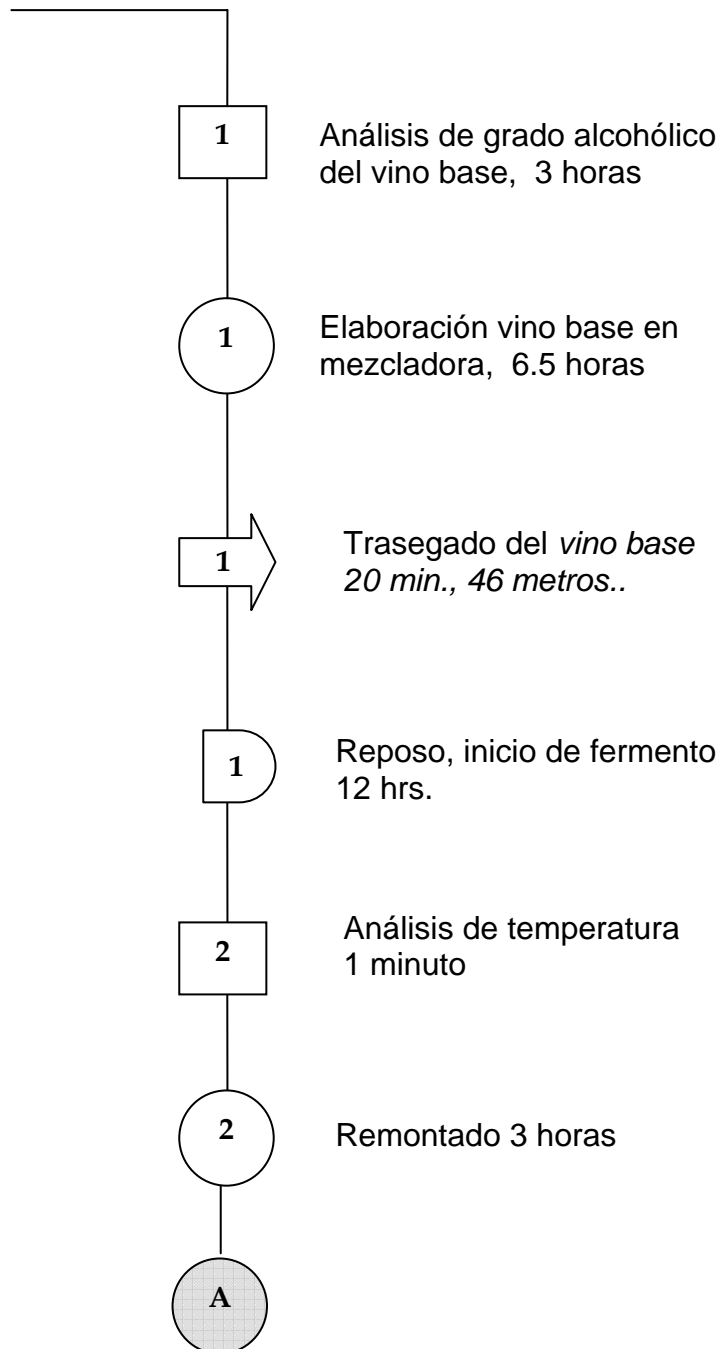 1
Análisis de grado alcohólico
del vino base, 3 horas
1
Elaboración vino base en
mezcladora, 6.5 horas
1
Trasegado del vino base
20 min., 46 metros..
1
Reposo, inicio de fermento
12 hrs.
2
Análisis de temperatura
1 minuto
2
Remontado 3 horas
A